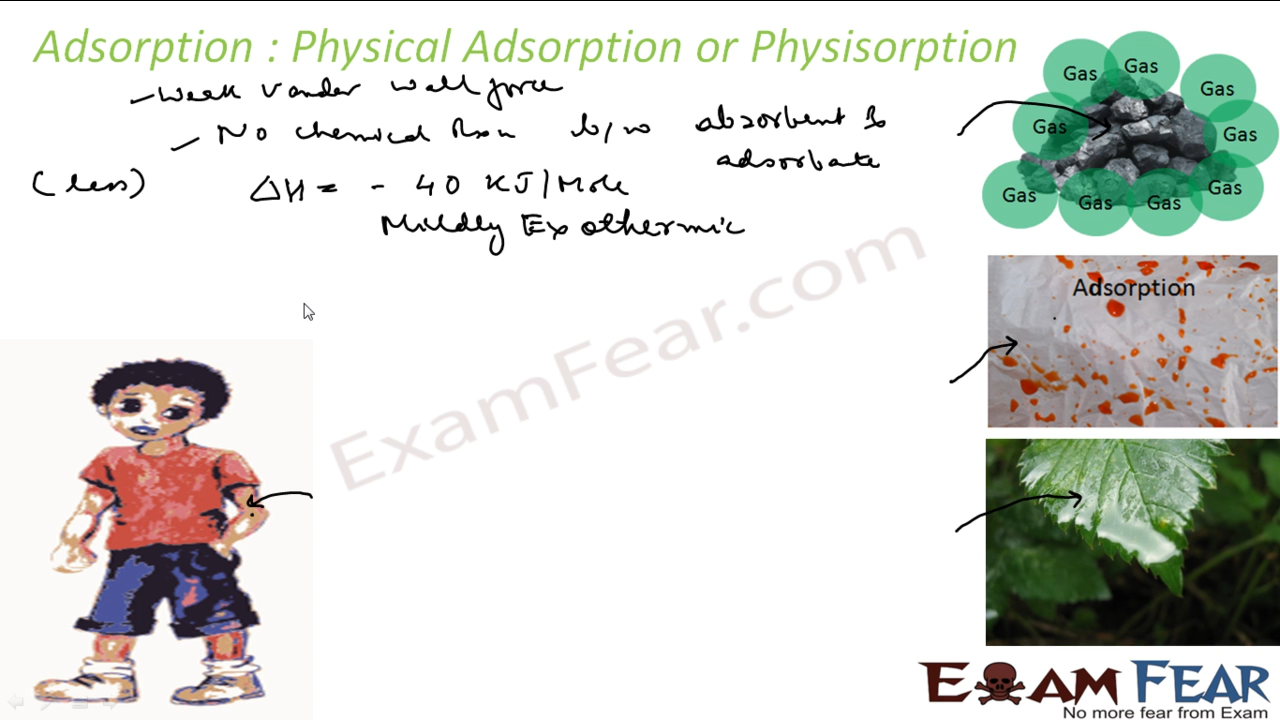 Adsorption : Physical Adsorption or Physisorption
Weak Vander Wall force
No chemical Rxn b/w absorbent &
adsorbate
(less) ΔH = - 40 KJ/Mole
Mildly Exothermic
Gas
Gas
Gas
Gas
Gas
Gas
Gas
Gas
Gas
Adsorption
ExamFear.com
EXAM FEAR
No more fear from Exam